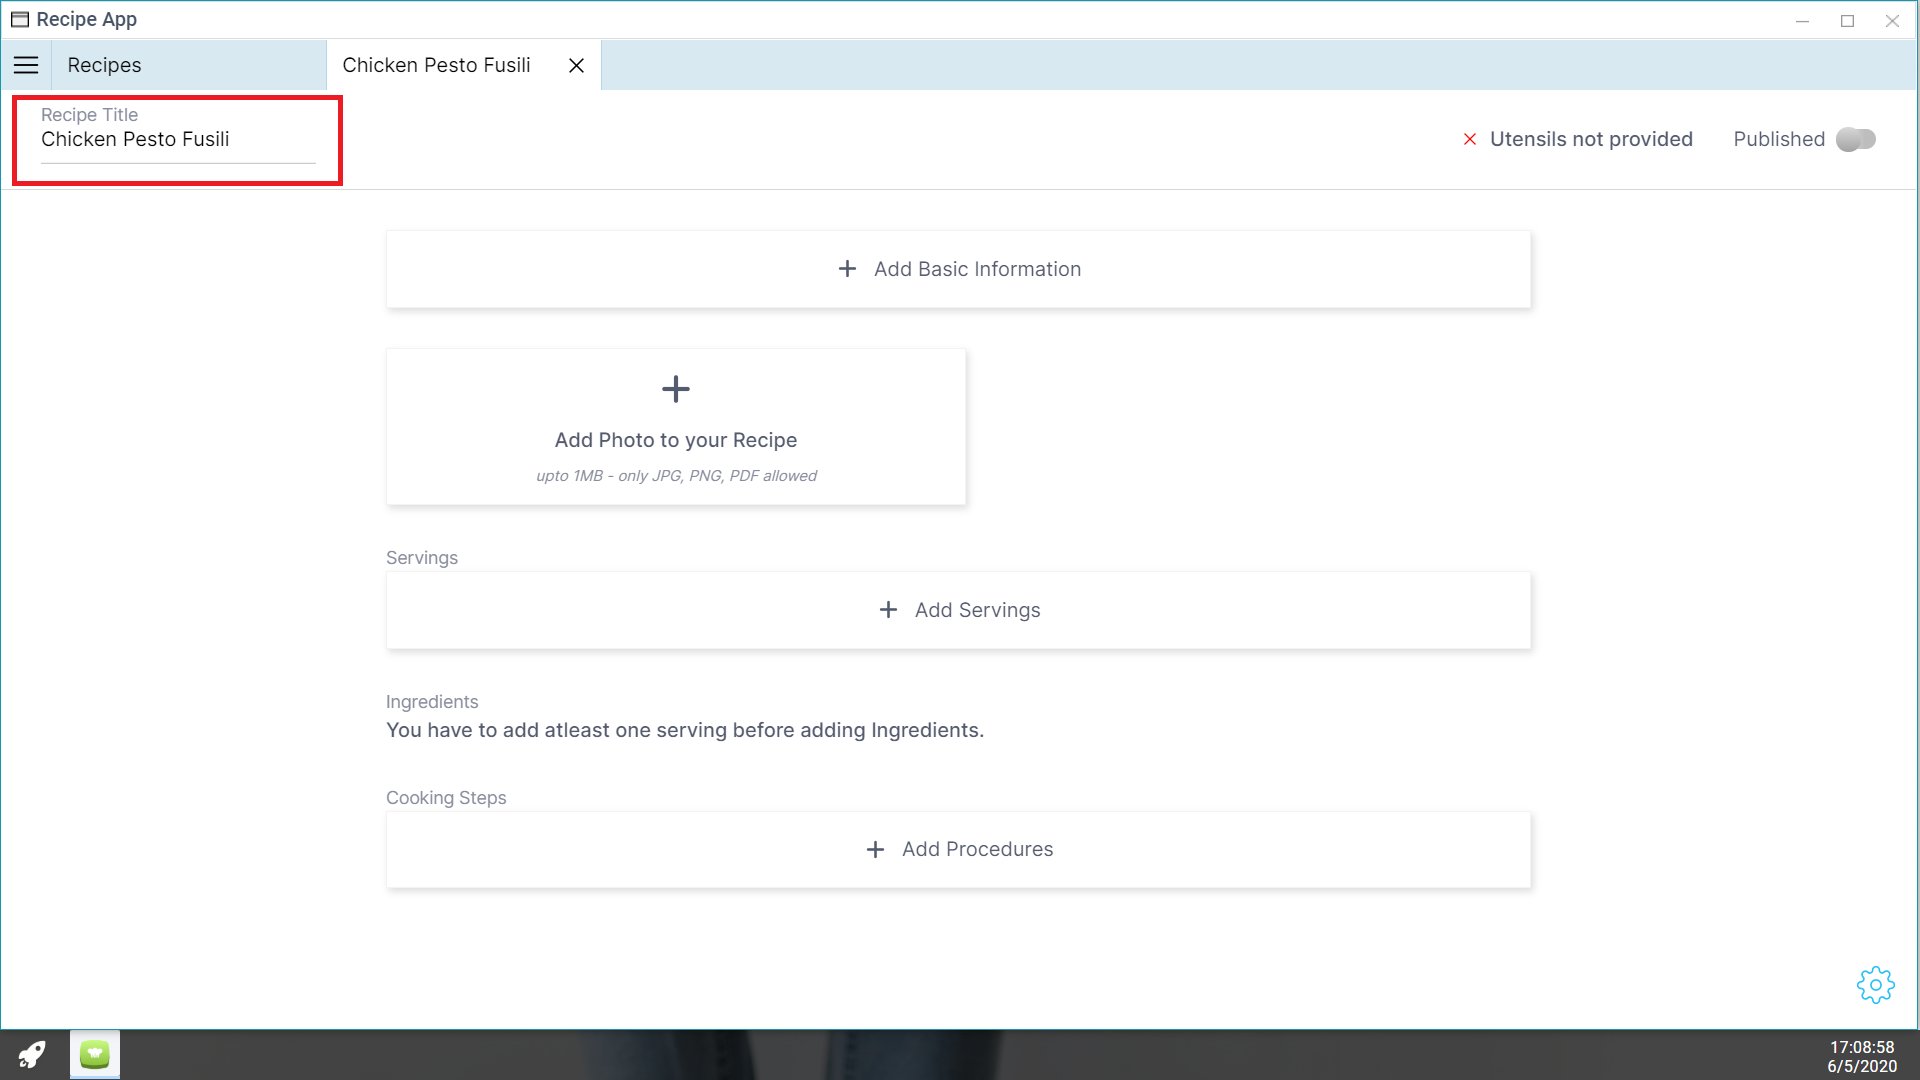 Recipe App
Recipes
Chicken Pesto Fusili
Recipe Title
Chicken Pesto Fusili
Utensils not provided
Published
Add Basic Information
Add Photo to your Recipe
upto 1MB - only JPG, PNG, PDF allowed
Servings
Add Servings
Ingredients
You have to add atleast one serving before adding Ingredients.
Cooking Steps
Add Procedures
17:08:58
6/5/2020